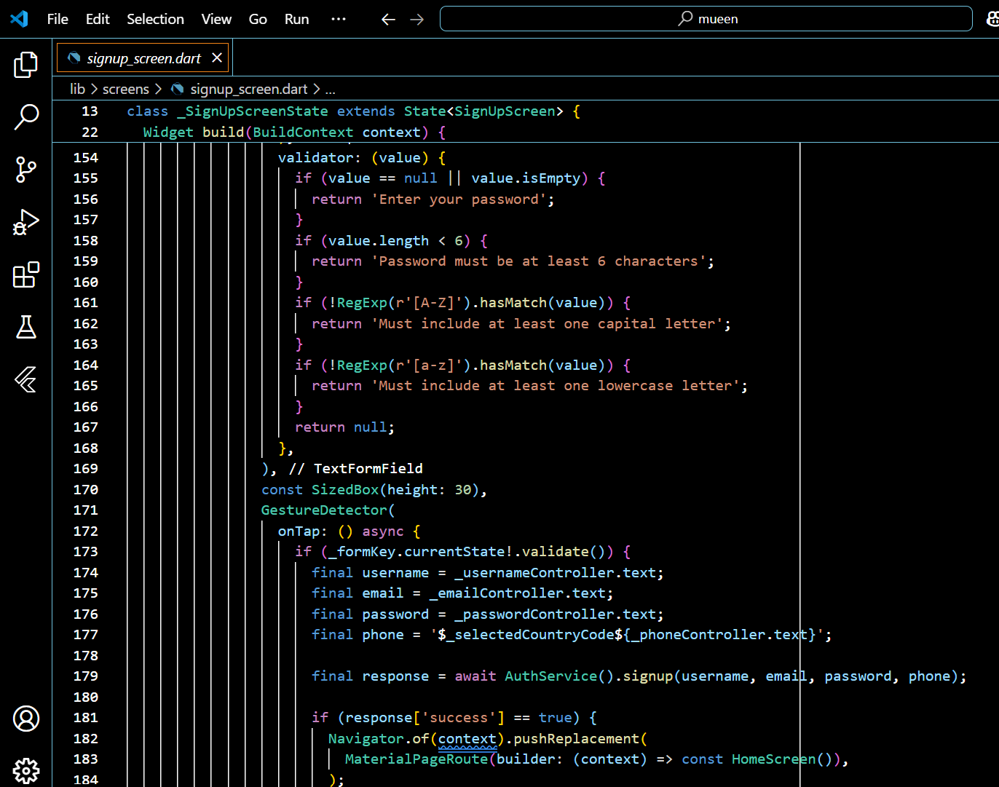 File Edit Selection View Go Run ··· ← → mueen
signup_screen.dart ×
lib > screens > signup_screen.dart > ...
13 class _SignUpScreenState extends State<SignUpScreen> {
22 Widget build(BuildContext context) {
154 validator: (value) {
155 if (value == null || value.isEmpty) {
156 return 'Enter your password';
157 }
158 if (value.length < 6) {
159 return 'Password must be at least 6 characters';
160 }
161 if (!RegExp(r'[A-Z]').hasMatch(value)) {
162 return 'Must include at least one capital letter';
163 }
164 if (!RegExp(r'[a-z]').hasMatch(value)) {
165 return 'Must include at least one lowercase letter';
166 }
167 return null;
168 },
169 ), // TextFormField
170 const SizedBox(height: 30),
171 GestureDetector(
172 onTap: () async {
173 if (_formKey.currentState!.validate()) {
174 final username = _usernameController.text;
175 final email = _emailController.text;
176 final password = _passwordController.text;
177 final phone = '$_selectedCountryCode${_phoneController.text}';
178
179 final response = await AuthService().signup(username, email, password, phone);
180
181 if (response['success'] == true) {
182 Navigator.of(context).pushReplacement(
183 MaterialPageRoute(builder: (context) => const HomeScreen()),
184 );